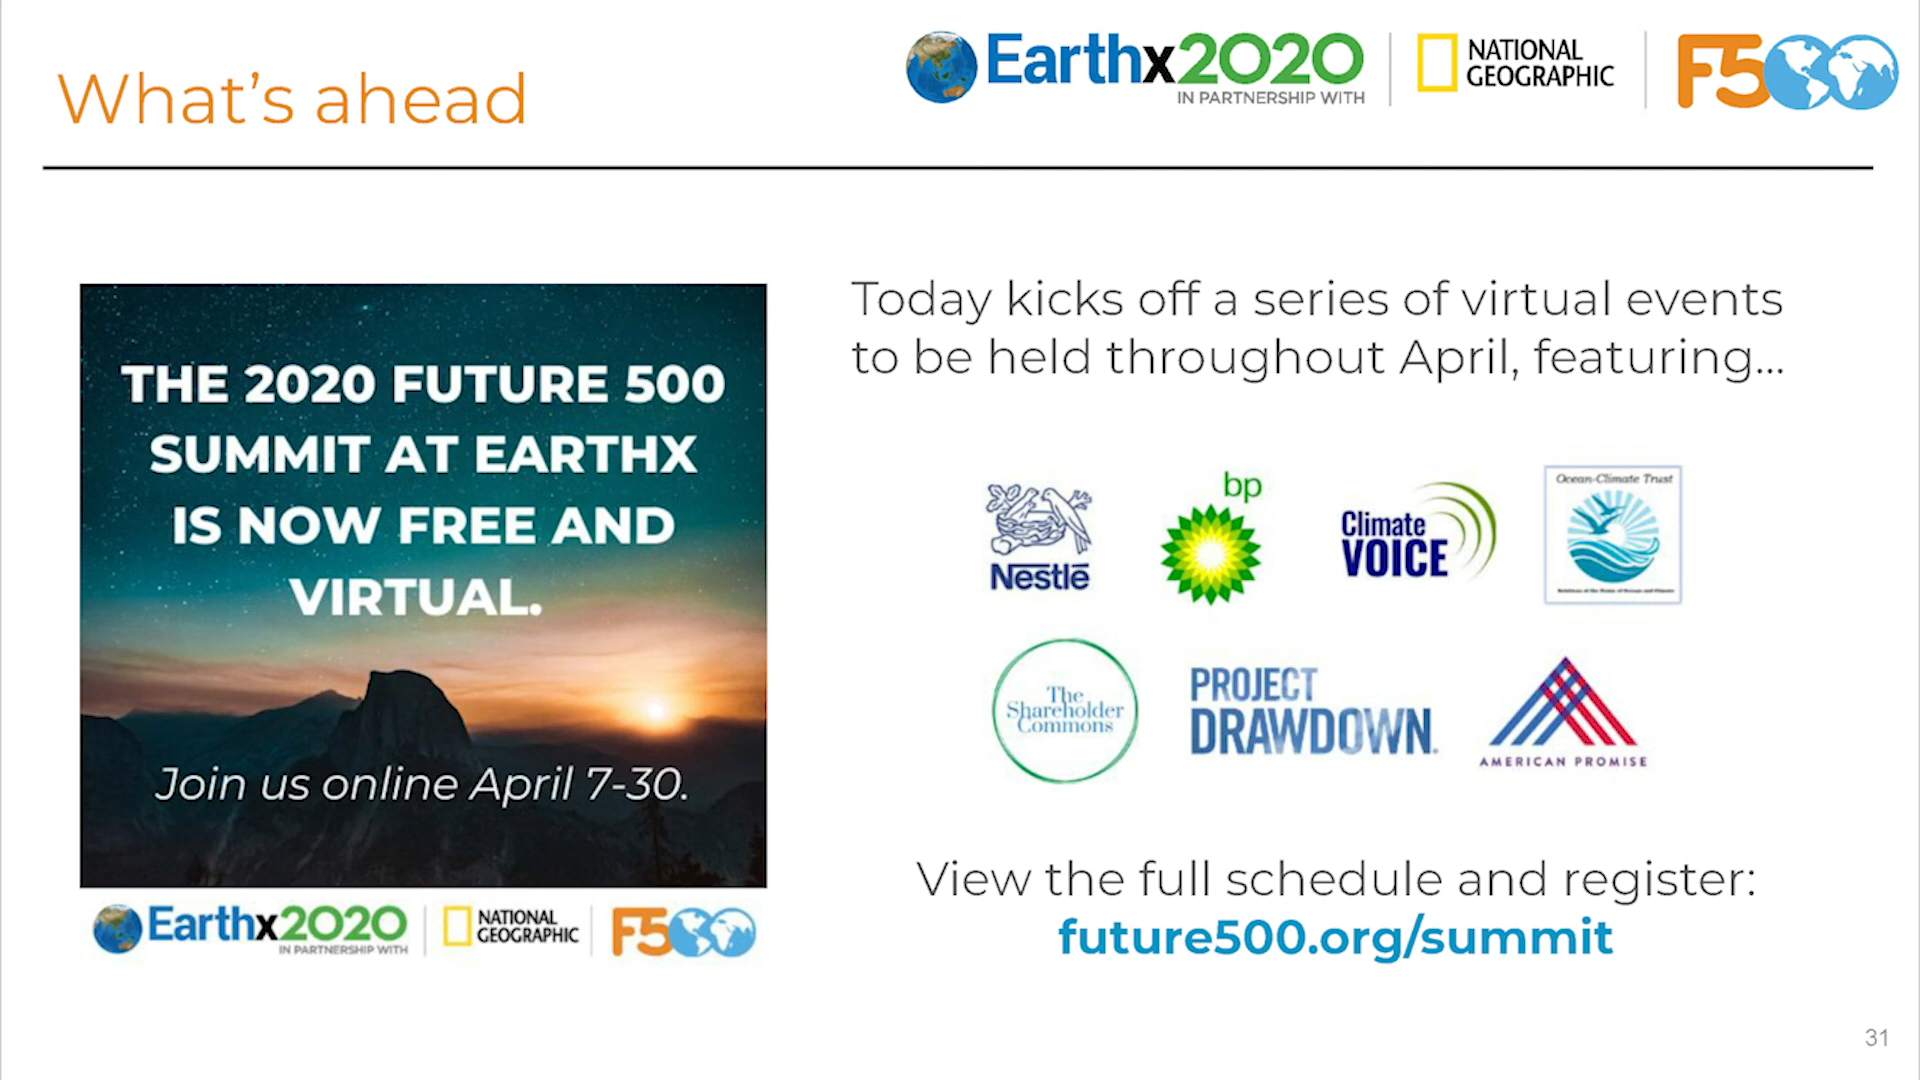 What's ahead
Earthx2020
IN PARTNERSHIP WITH
NATIONAL
GEOGRAPHIC
F500
THE 2020 FUTURE 500
SUMMIT AT EARTHX
IS NOW FREE AND
VIRTUAL.
Join us online April 7-30.
Earthx2020
IN PARTNERSHIP WITH
NATIONAL
GEOGRAPHIC
F500
Today kicks off a series of virtual events
to be held throughout April, featuring...
Nestlé
bp
Climate
VOICE
Ocean-Climate Trust
The
Shareholder
Commons
PROJECT
DRAWDOWN.
AMERICAN PROMISE
View the full schedule and register:
future500.org/summit
31